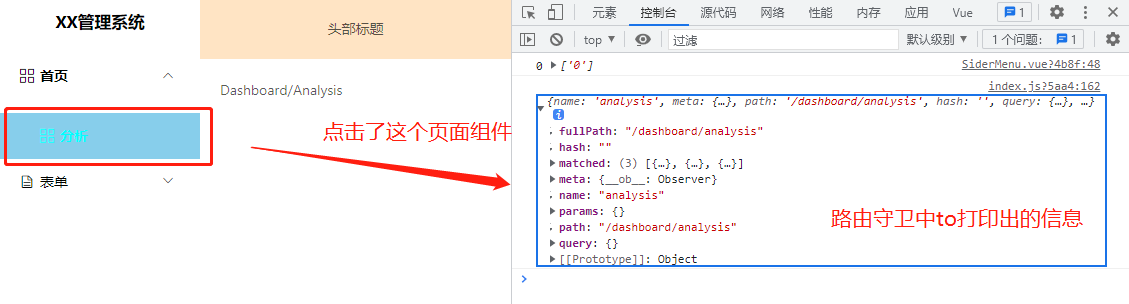 XX管理系统
头部标题
首页
分析
表单
Dashboard/Analysis
点击了这个页面组件
元素 控制台 源代码 网络 性能 内存 应用 Vue 1
top 过滤 默认级别 1 个问题: 1
0 ['0'] SiderMenu.vue?4b8f:48
index.js?5aa4:162
{name: 'analysis', meta: {…}, path: '/dashboard/analysis', hash: '', query: {…}, …}
i
fullPath: "/dashboard/analysis"
hash: ""
matched: (3) [{…}, {…}, {…}]
meta: {__ob__: Observer}
name: "analysis"
params: {}
path: "/dashboard/analysis"
query: {}
[[Prototype]]: Object
路由守卫中to打印出的信息